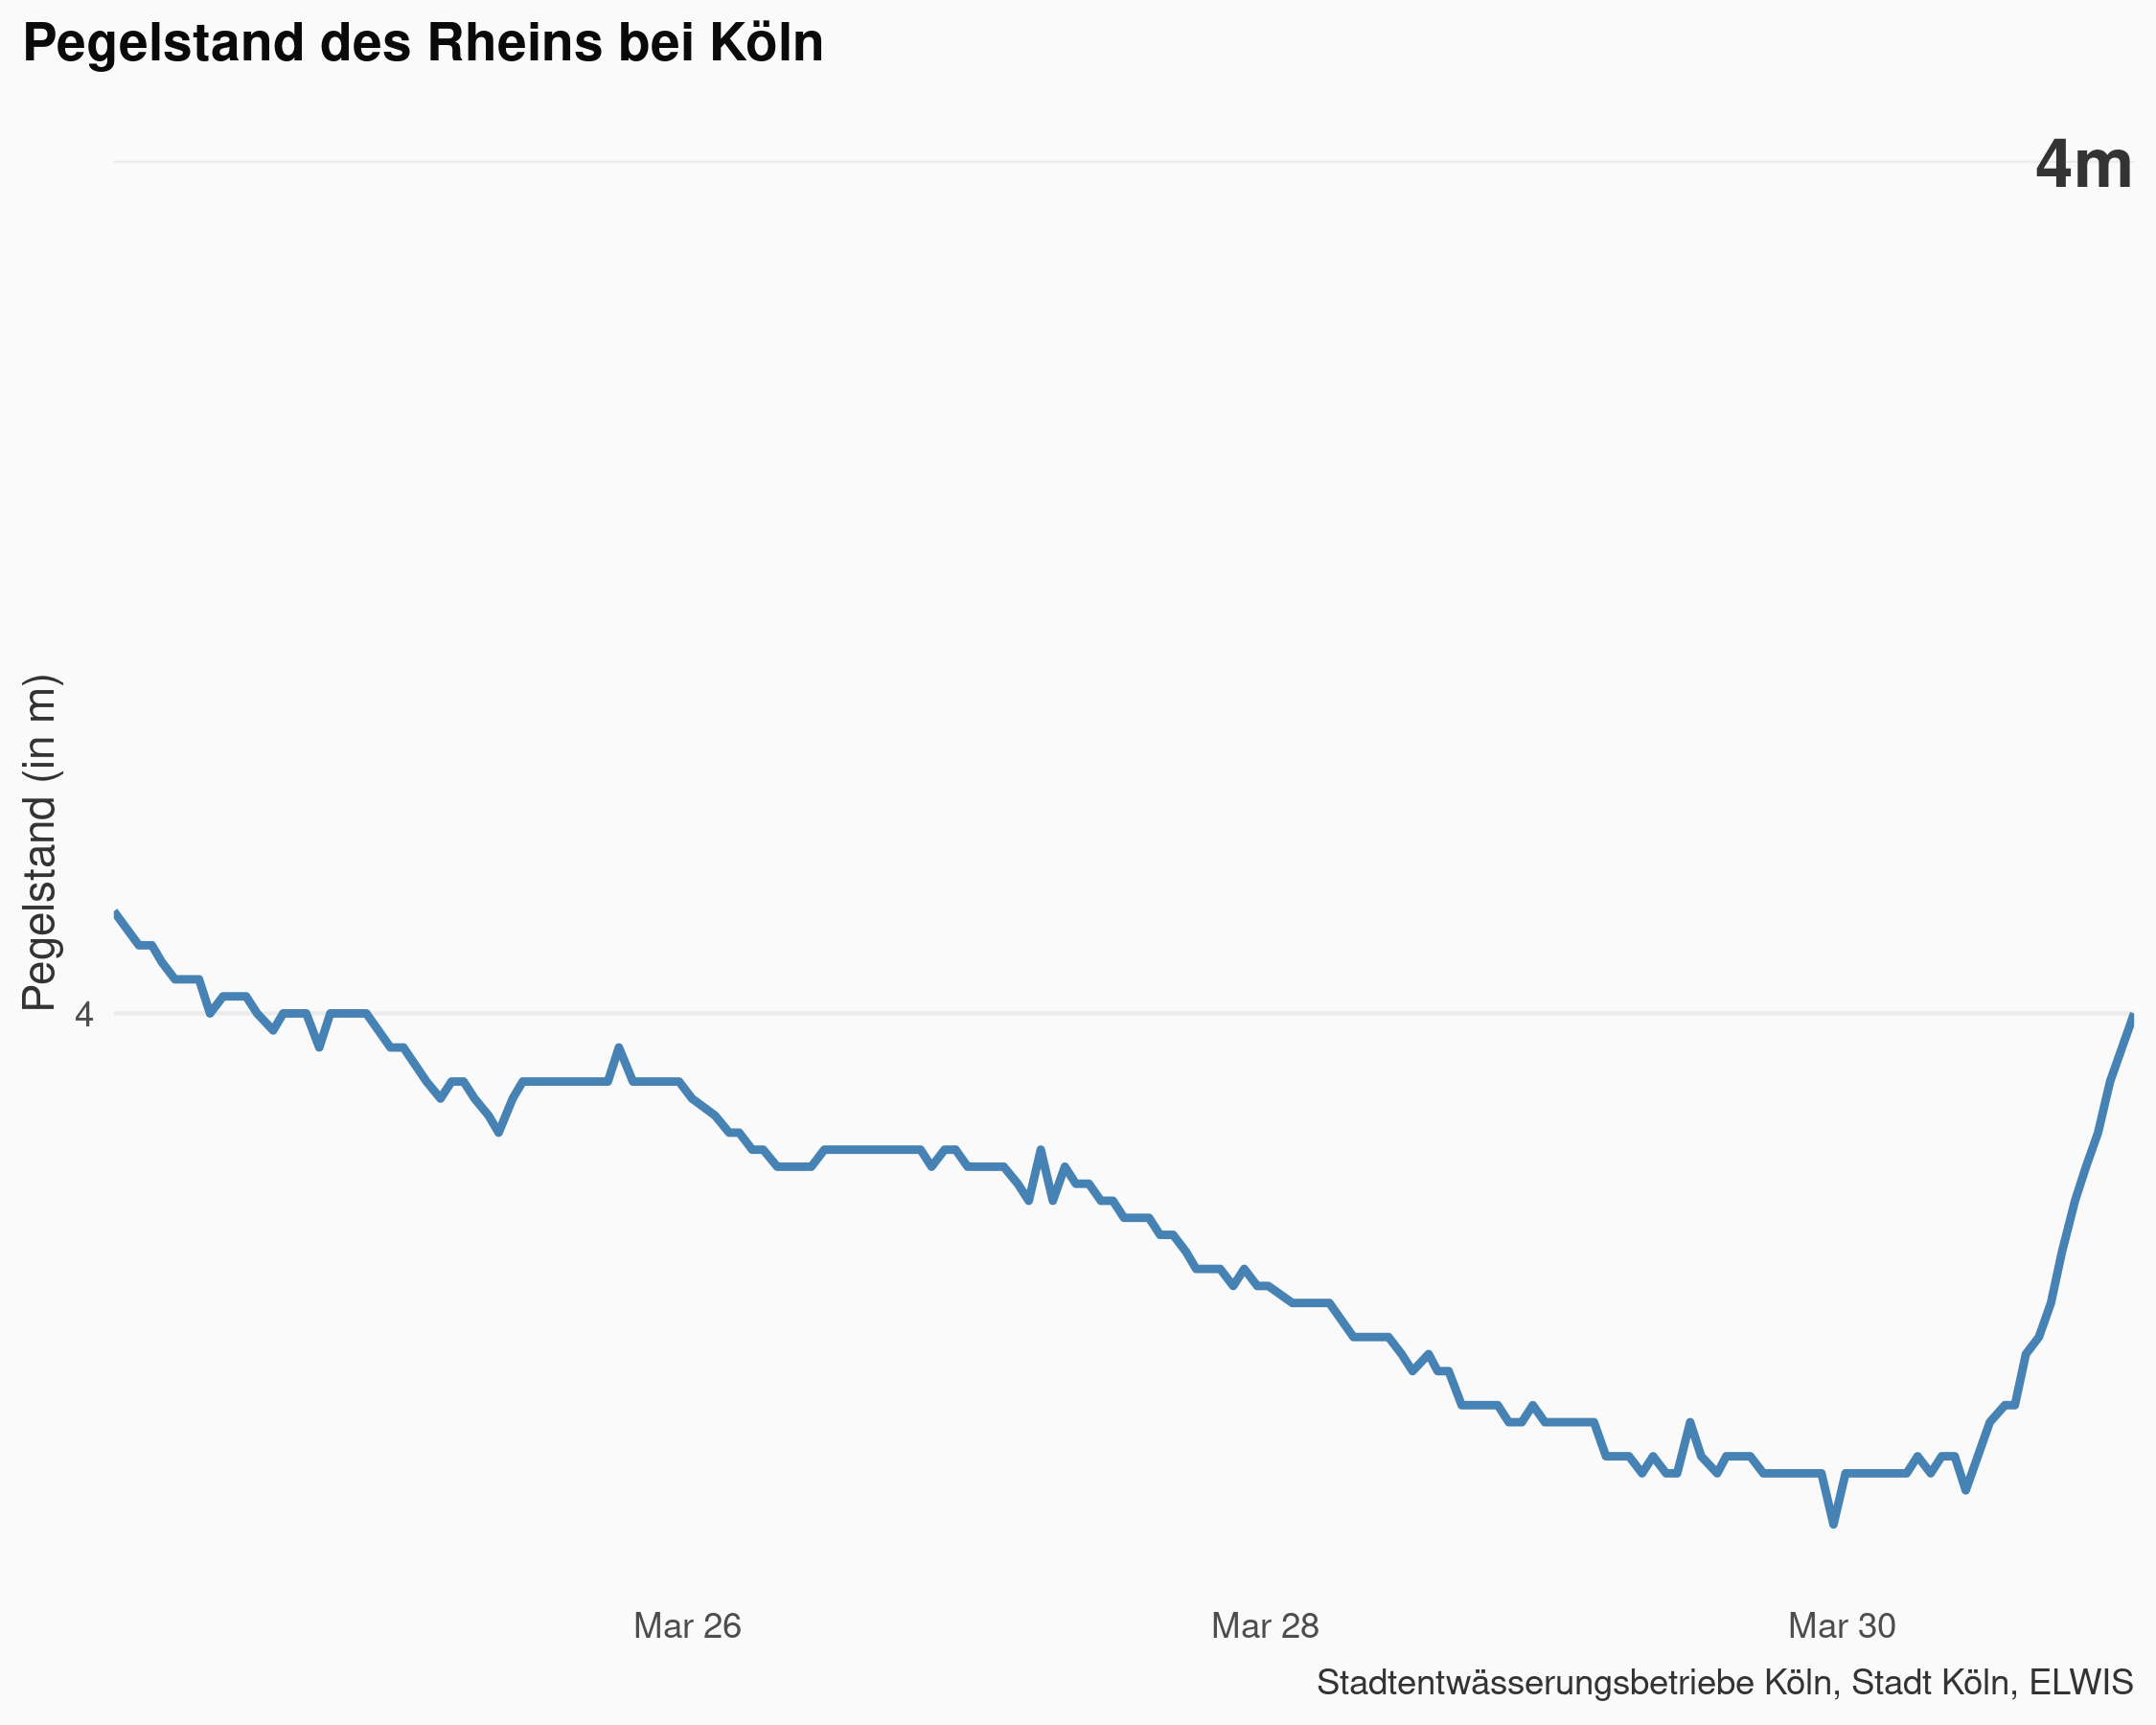 Pegelstand des Rheins bei Köln
4m
Pegelstand (in m)
4
Mar 26
Mar 28
Mar 30
Stadtentwässerungsbetriebe Köln, Stadt Köln, ELWIS